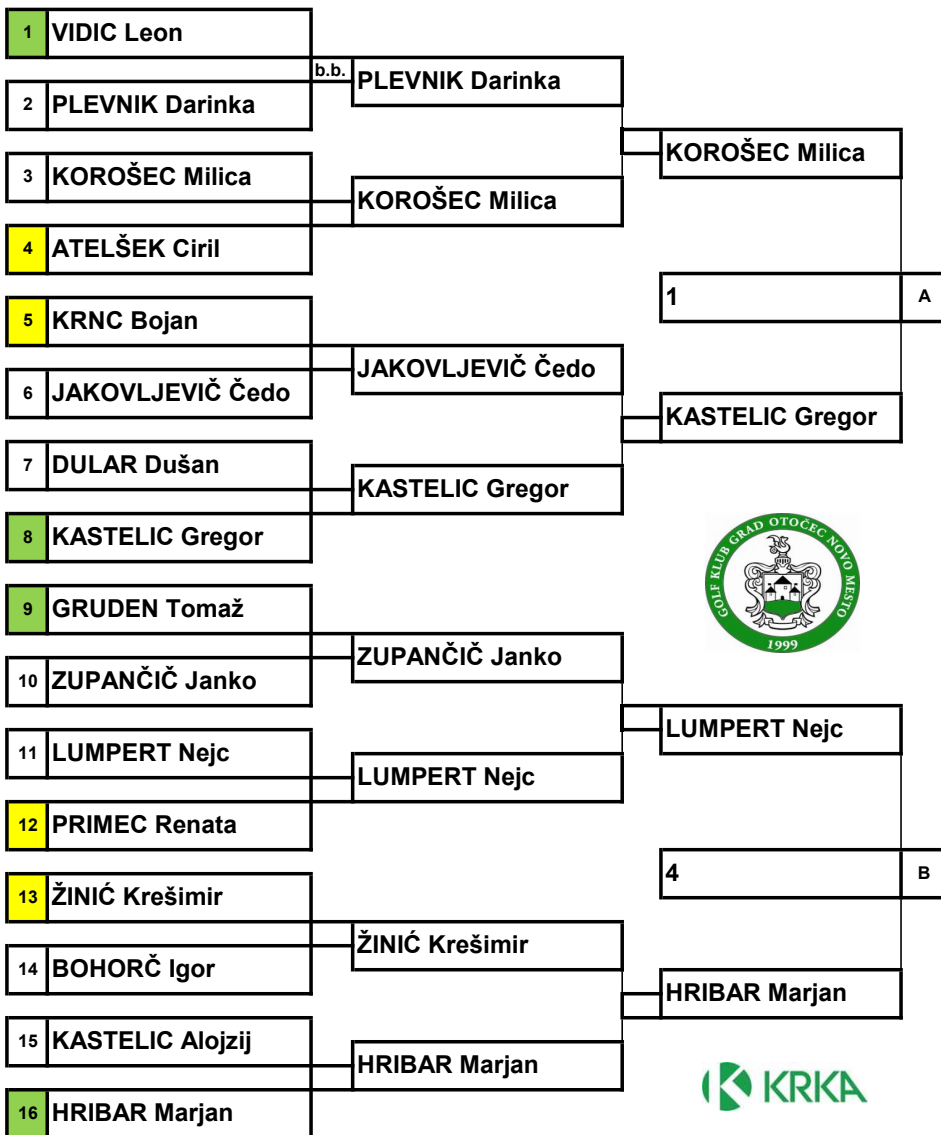 1 VIDIC Leon
b.b. PLEVNIK Darinka
2 PLEVNIK Darinka
KOROŠEC Milica
3 KOROŠEC Milica
KOROŠEC Milica
4 ATELŠEK Ciril
1 A
5 KRNC Bojan
JAKOVLJEVIČ Čedo
6 JAKOVLJEVIČ Čedo
KASTELIC Gregor
7 DULAR Dušan
KASTELIC Gregor
8 KASTELIC Gregor
GOLF KLUB GRAD OTOČEC NOVO MESTO
1999
9 GRUDEN Tomaž
ZUPANČIČ Janko
10 ZUPANČIČ Janko
LUMPERT Nejc
11 LUMPERT Nejc
LUMPERT Nejc
12 PRIMEC Renata
4 B
13 ŽINIĆ Krešimir
ŽINIĆ Krešimir
14 BOHORČ Igor
HRIBAR Marjan
15 KASTELIC Alojzij
HRIBAR Marjan
KRKA
16 HRIBAR Marjan